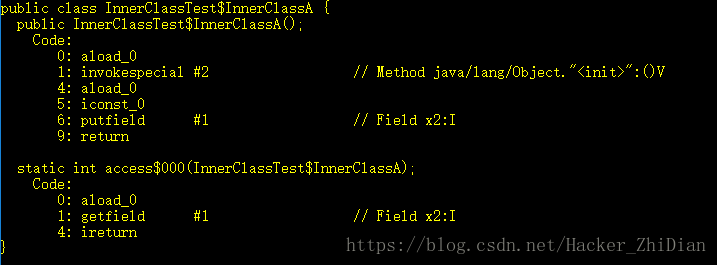 public class InnerClassTest$InnerClassA {
  public InnerClassTest$InnerClassA();
    Code:
       0: aload_0
       1: invokespecial #2                  // Method java/lang/Object."<init>":()V
       4: aload_0
       5: iconst_0
       6: putfield      #1                  // Field x2:I
       9: return

  static int access$000(InnerClassTest$InnerClassA);
    Code:
       0: aload_0
       1: getfield      #1                  // Field x2:I
       4: ireturn
}
https://blog.csdn.net/Hacker_ZhiDian